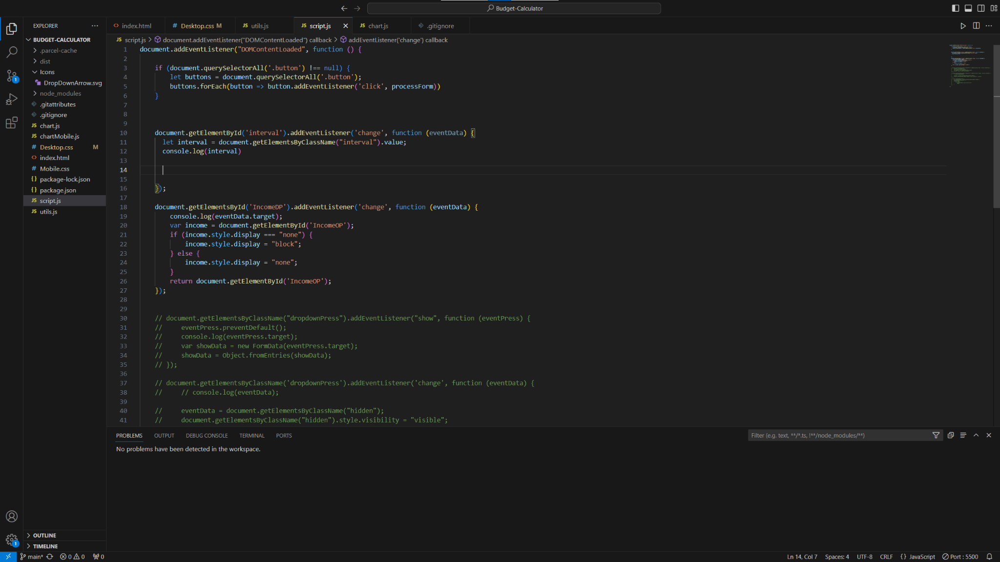 Budget-Calculator
EXPLORER
index.html
# Desktop.css M
JS utils.js
JS script.js
JS chart.js
.gitignore
BUDGET-CALCULATOR
.parcel-cache
dist
Icons
DropDownArrow.svg
node_modules
.gitattributes
.gitignore
JS chart.js
JS chartMobile.js
# Desktop.css M
index.html
# Mobile.css
{} package-lock.json
{} package.json
JS script.js
JS utils.js
OUTLINE
TIMELINE
1
1
JS script.js > document.addEventListener("DOMContentLoaded") callback > addEventListener('change') callback
1 document.addEventListener("DOMContentLoaded", function () {
2
3 if (document.querySelectorAll('.button') !== null) {
4 let buttons = document.querySelectorAll('.button');
5 buttons.forEach(button => button.addEventListener('click', processForm))
6 }
7
8
9
10 document.getElementById('interval').addEventListener('change', function (eventData) {
11 let interval = document.getElementsByClassName("interval").value;
12 console.log(interval)
13
14
15
16 });
17
18 document.getElementsById('IncomeDP').addEventListener('change', function (eventData) {
19 console.log(eventData.target);
20 var income = document.getElementById('IncomeOP');
21 if (income.style.display === "none") {
22 income.style.display = "block";
23 } else {
24 income.style.display = "none";
25 }
26 return document.getElementById('IncomeOP');
27 });
28
29
30 // document.getElementsByClassName("dropdownPress").addEventListener("show", function (eventPress) {
31 // eventPress.preventDefault();
32 // console.log(eventPress.target);
33 // var showData = new FormData(eventPress.target);
34 // showData = Object.fromEntries(showData);
35 // });
36
37 // document.getElementsByClassName('dropdownPress').addEventListener('change', function (eventData) {
38 // // console.log(eventData);
39
40 // eventData = document.getElementsByClassName("hidden");
41 // document.getElementsByClassName("hidden").style.visibility = "visible";
PROBLEMS OUTPUT DEBUG CONSOLE TERMINAL PORTS
Filter (e.g. text, **/*.ts, !**/node_modules/**)
No problems have been detected in the workspace.
main* 0 0 0
Ln 14, Col 7 Spaces: 4 UTF-8 CRLF {} JavaScript Port : 5500